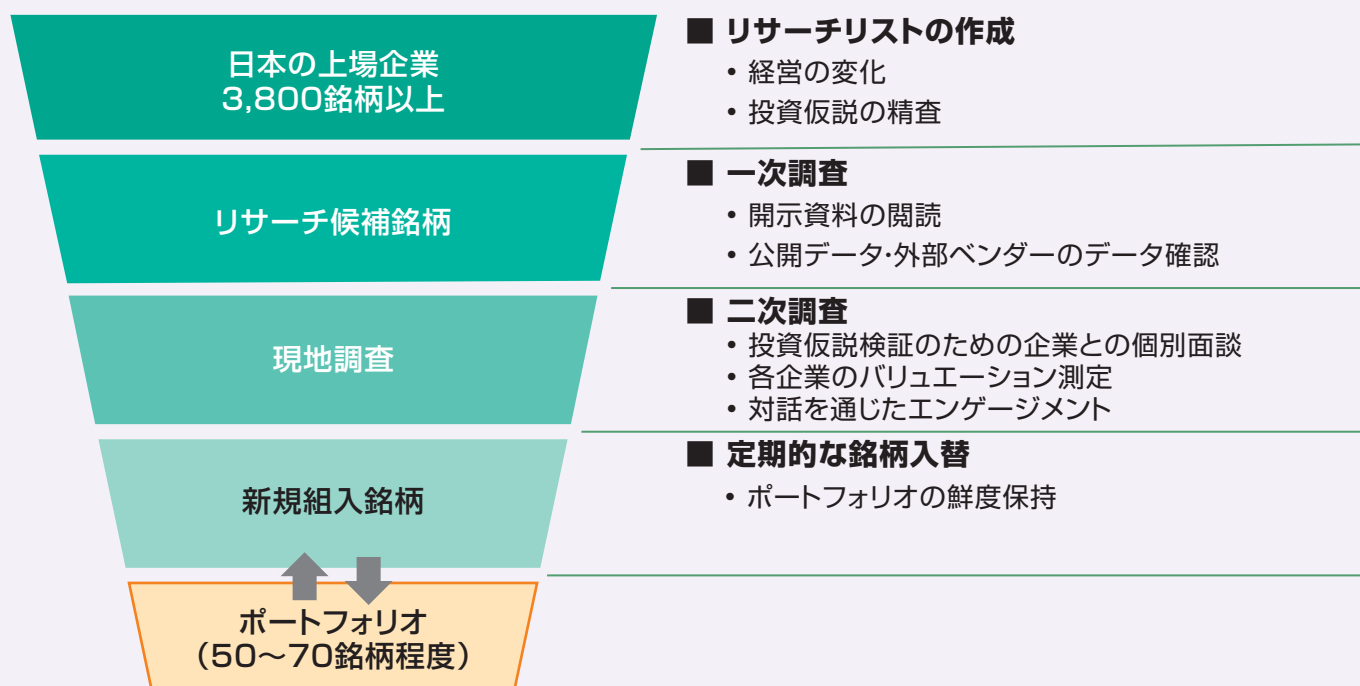 日本の上場企業
3,800銘柄以上
■ リサーチリストの作成
• 経営の変化
• 投資仮説の精査
リサーチ候補銘柄
■ 一次調査
• 開示資料の閲読
• 公開データ・外部ベンダーのデータ確認
現地調査
■ 二次調査
• 投資仮説検証のための企業との個別面談
• 各企業のバリュエーション測定
• 対話を通じたエンゲージメント
新規組入銘柄
■ 定期的な銘柄入替
• ポートフォリオの鮮度保持
ポートフォリオ
（50～70銘柄程度）